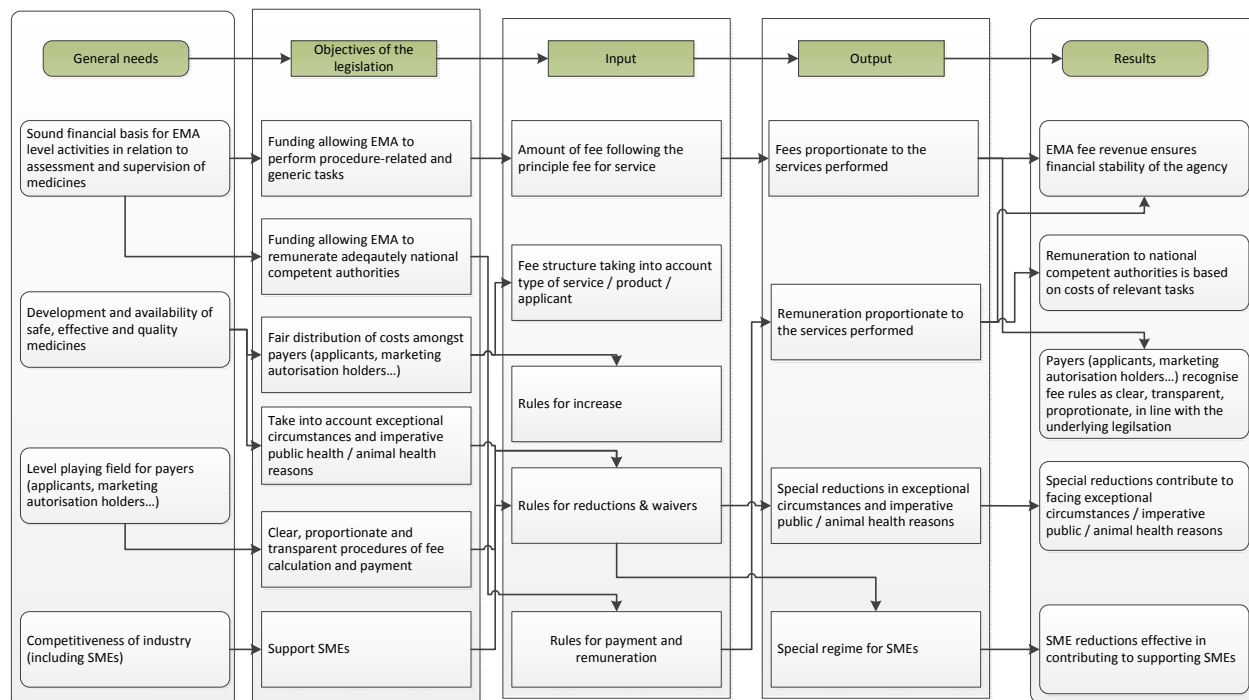 General needs
Objectives of the
legislation
Input
Output
Results
Sound financial basis for EMA
level activities in relation to
assessment and supervision of
medicines
Development and availability of
safe, effective and quality
medicines
Level playing field for payers
(applicants, marketing
autorisation holders…)
Competitiveness of industry
(including SMEs)
Funding allowing EMA to
perform procedure-related and
generic tasks
Funding allowing EMA to
remunerate adeqautely national
competent authorities
Fair distribution of costs amongst
payers (applicants, marketing
autorisation holders…)
Take into account exceptional
circumstances and imperative
public health / animal health
reasons
Clear, proportionate and
transparent procedures of fee
calculation and payment
Support SMEs
Amount of fee following the
principle fee for service
Fee structure taking into account
type of service / product /
applicant
Rules for increase
Rules for reductions & waivers
Rules for payment and
remuneration
Fees proportionate to the
services performed
Remuneration proportionate to
the services performed
Special reductions in exceptional
circumstances and imperative
public / animal health reasons
Special regime for SMEs
EMA fee revenue ensures
financial stability of the agency
Remuneration to national
competent authorities is based
on costs of relevant tasks
Payers (applicants, marketing
autorisation holders…) recognise
fee rules as clear, transparent,
proprotionate, in line with the
underlying legilsation
Special reductions contribute to
facing exceptional
circumstances / imperative
public / animal health reasons
SME reductions effective in
contributing to supporting SMEs